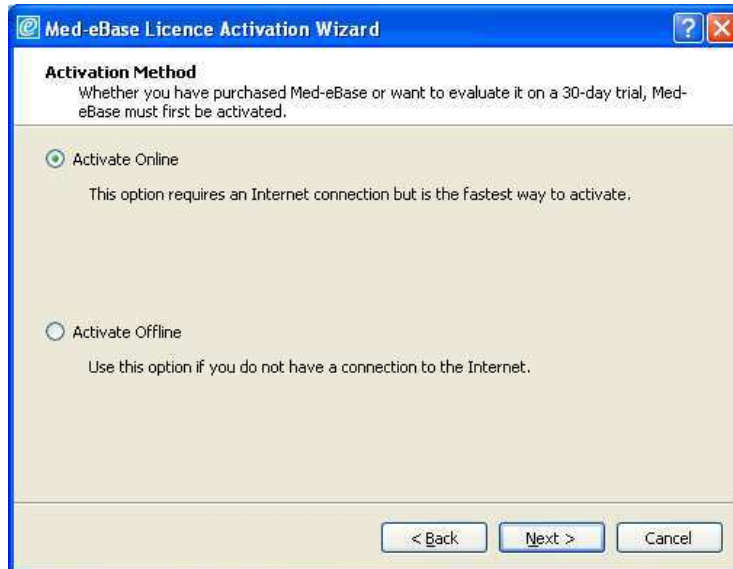 Med-eBase Licence Activation Wizard
Activation Method
Whether you have purchased Med-eBase or want to evaluate it on a 30-day trial, Med-
eBase must first be activated.
Activate Online
This option requires an Internet connection but is the fastest way to activate.
Activate Offline
Use this option if you do not have a connection to the Internet.
< Back Next > Cancel